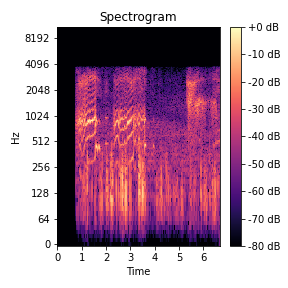 Spectrogram
8192
4096
2048
1024
512
256
128
64
0
Hz
0 1 2 3 4 5 6
Time
+0 dB
-10 dB
-20 dB
-30 dB
-40 dB
-50 dB
-60 dB
-70 dB
-80 dB